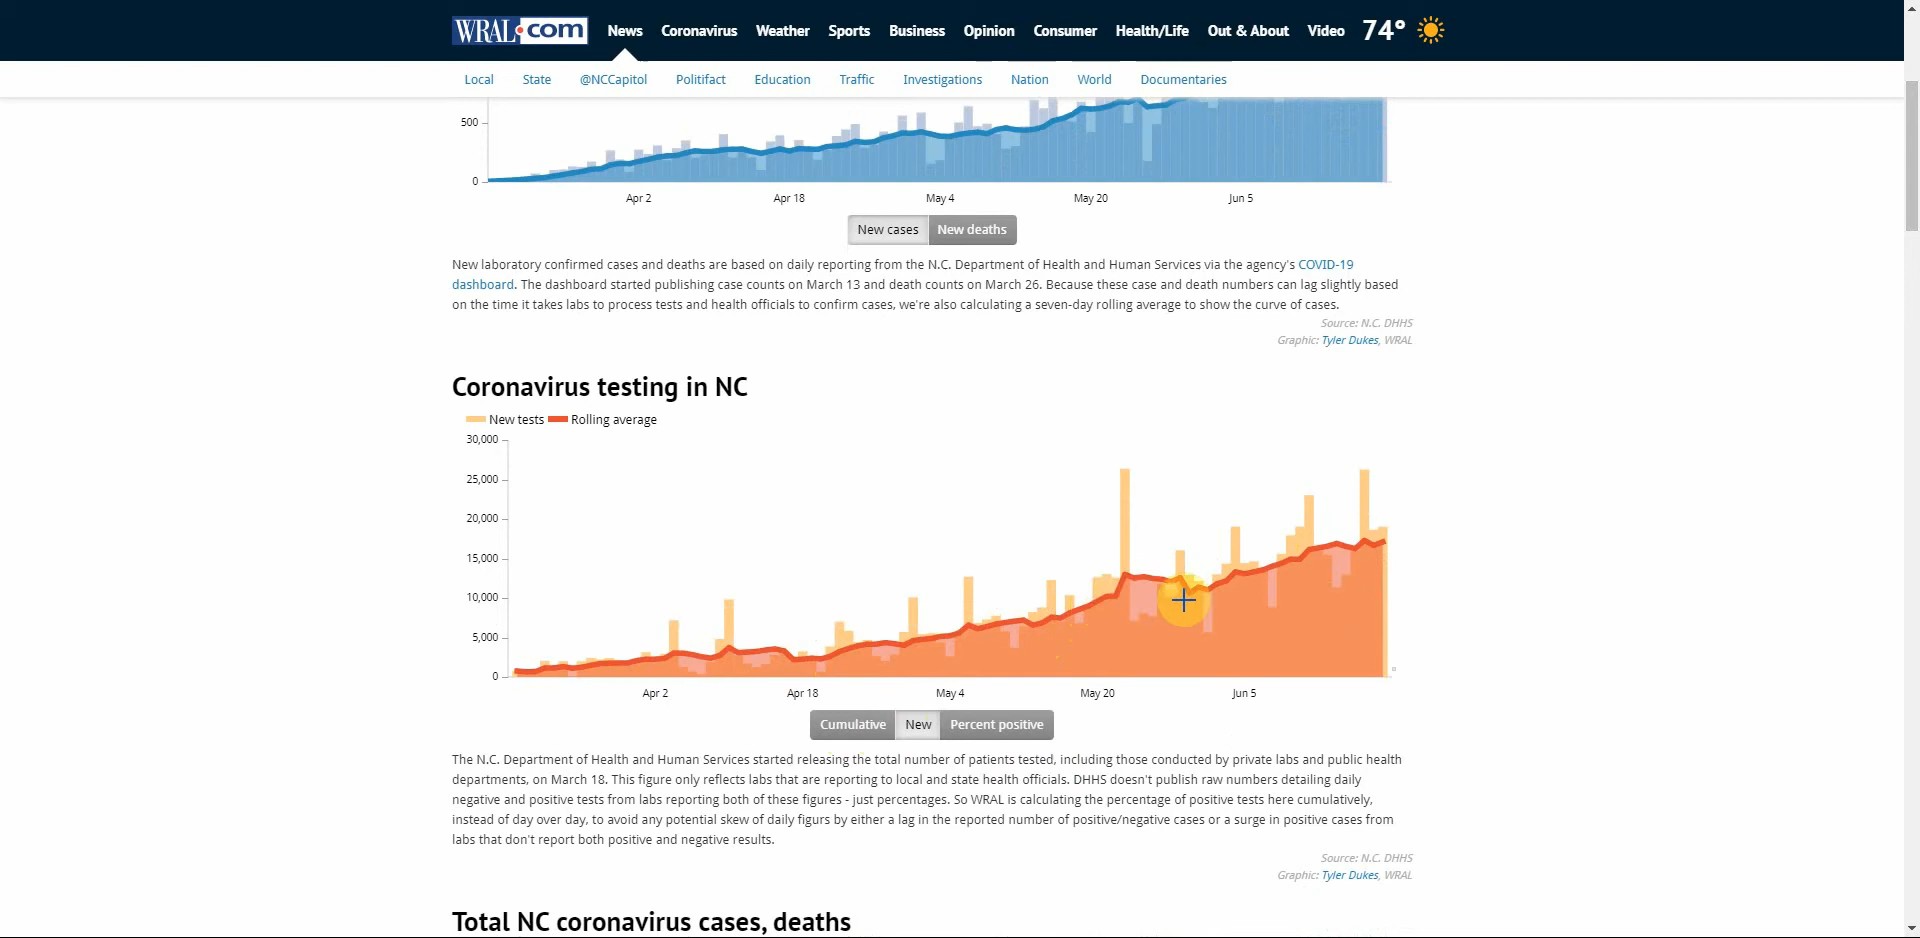 WRAL.com News Coronavirus Weather Sports Business Opinion Consumer Health/Life Out & About Video 74°
Local State @NCCapitol Politifact Education Traffic Investigations Nation World Documentaries
500
0
Apr 2 Apr 18 May 4 May 20 Jun 5
New cases New deaths
New laboratory confirmed cases and deaths are based on daily reporting from the N.C. Department of Health and Human Services via the agency's COVID-19
dashboard. The dashboard started publishing case counts on March 13 and death counts on March 26. Because these case and death numbers can lag slightly based
on the time it takes labs to process tests and health officials to confirm cases, we're also calculating a seven-day rolling average to show the curve of cases.
Source: N.C. DHHS
Graphic: Tyler Dukes, WRAL
Coronavirus testing in NC
New tests Rolling average
30,000
25,000
20,000
15,000
10,000
5,000
0
Apr 2 Apr 18 May 4 May 20 Jun 5
Cumulative New Percent positive
The N.C. Department of Health and Human Services started releasing the total number of patients tested, including those conducted by private labs and public health
departments, on March 18. This figure only reflects labs that are reporting to local and state health officials. DHHS doesn't publish raw numbers detailing daily
negative and positive tests from labs reporting both of these figures - just percentages. So WRAL is calculating the percentage of positive tests here cumulatively,
instead of day over day, to avoid any potential skew of daily figurs by either a lag in the reported number of positive/negative cases or a surge in positive cases from
labs that don't report both positive and negative results.
Source: N.C. DHHS
Graphic: Tyler Dukes, WRAL
Total NC coronavirus cases, deaths